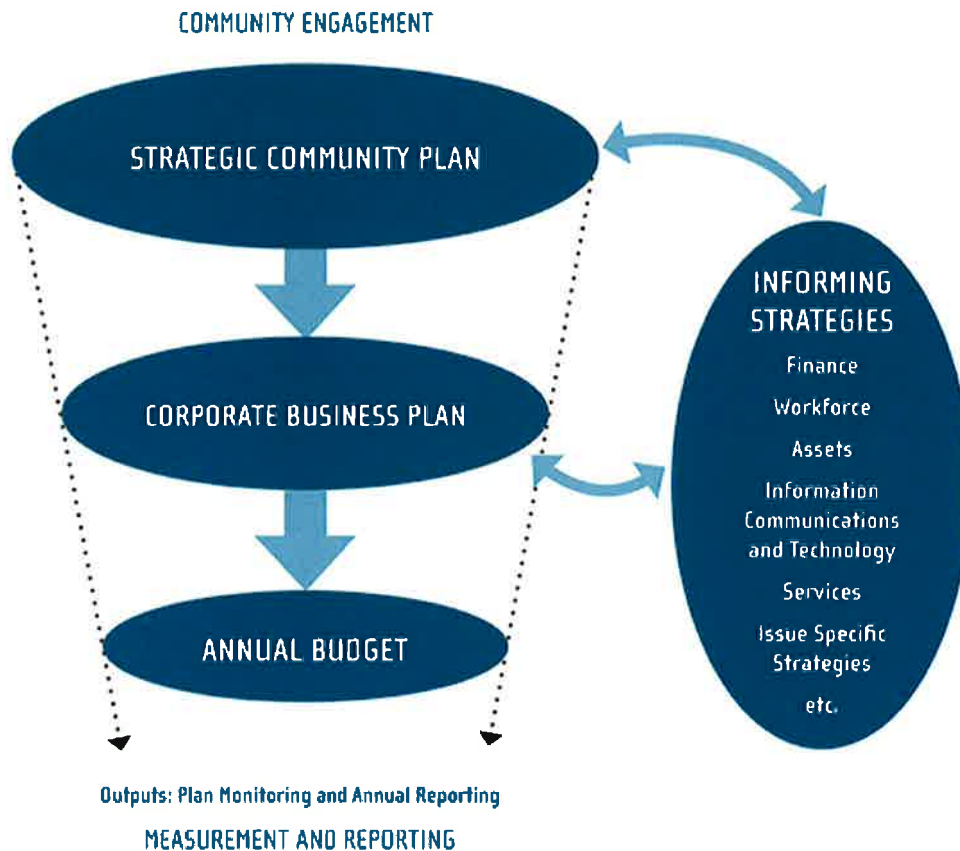 COMMUNITY ENGAGEMENT
STRATEGIC COMMUNITY PLAN
CORPORATE BUSINESS PLAN
ANNUAL BUDGET
INFORMING
STRATEGIES
Finance
Workforce
Assets
Information
Communications
and Technology
Services
Issue Specific
Strategies
etc.
Outputs: Plan Monitoring and Annual Reporting
MEASUREMENT AND REPORTING